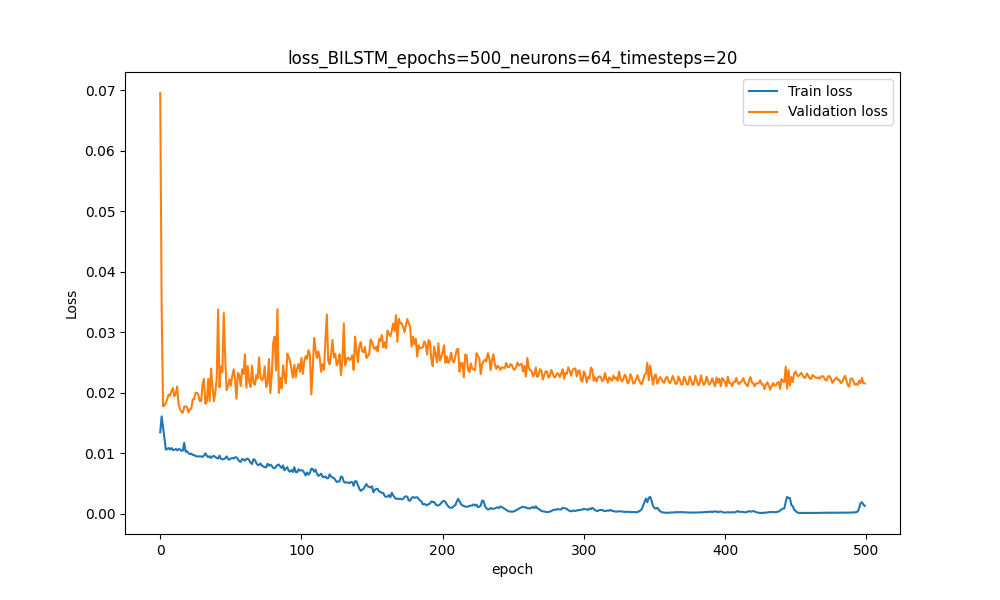 loss_BILSTM_epochs=500_neurons=64_timesteps=20
Train loss
Validation loss
0.07
0.06
0.05
0.04
0.03
0.02
0.01
0.00
Loss
0 100 200 300 400 500
epoch